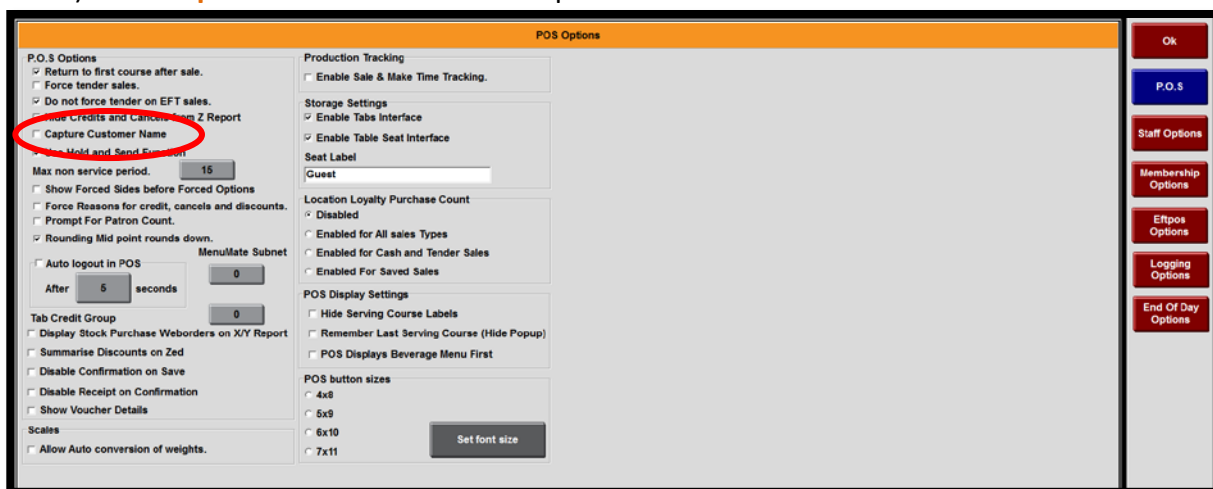 POS Options
P.O.S Options
Return to first course after sale.
Force tender sales.
Do not force tender on EFT sales.
Hide Credits and Cancels from Z Report
Capture Customer Name
Use Hold and Send Function
Max non service period.
15
Show Forced Sides before Forced Options
Force Reasons for credit, cancels and discounts.
Prompt For Patron Count.
Rounding Mid point rounds down.
MenuMate Subnet
Auto logout in POS
0
After 5 seconds
Tab Credit Group
0
Display Stock Purchase Weborders on X/Y Report
Summarise Discounts on Zed
Disable Confirmation on Save
Disable Receipt on Confirmation
Show Voucher Details
Scales
Allow Auto conversion of weights.
Production Tracking
Enable Sale & Make Time Tracking.
Storage Settings
Enable Tabs Interface
Enable Table Seat Interface
Seat Label
Guest
Location Loyalty Purchase Count
Disabled
Enabled for All sales Types
Enabled for Cash and Tender Sales
Enabled For Saved Sales
POS Display Settings
Hide Serving Course Labels
Remember Last Serving Course (Hide Popup)
POS Displays Beverage Menu First
POS button sizes
4x8
5x9
6x10
7x11
Set font size
Ok
P.O.S
Staff Options
Membership
Options
Eftpos
Options
Logging
Options
End Of Day
Options